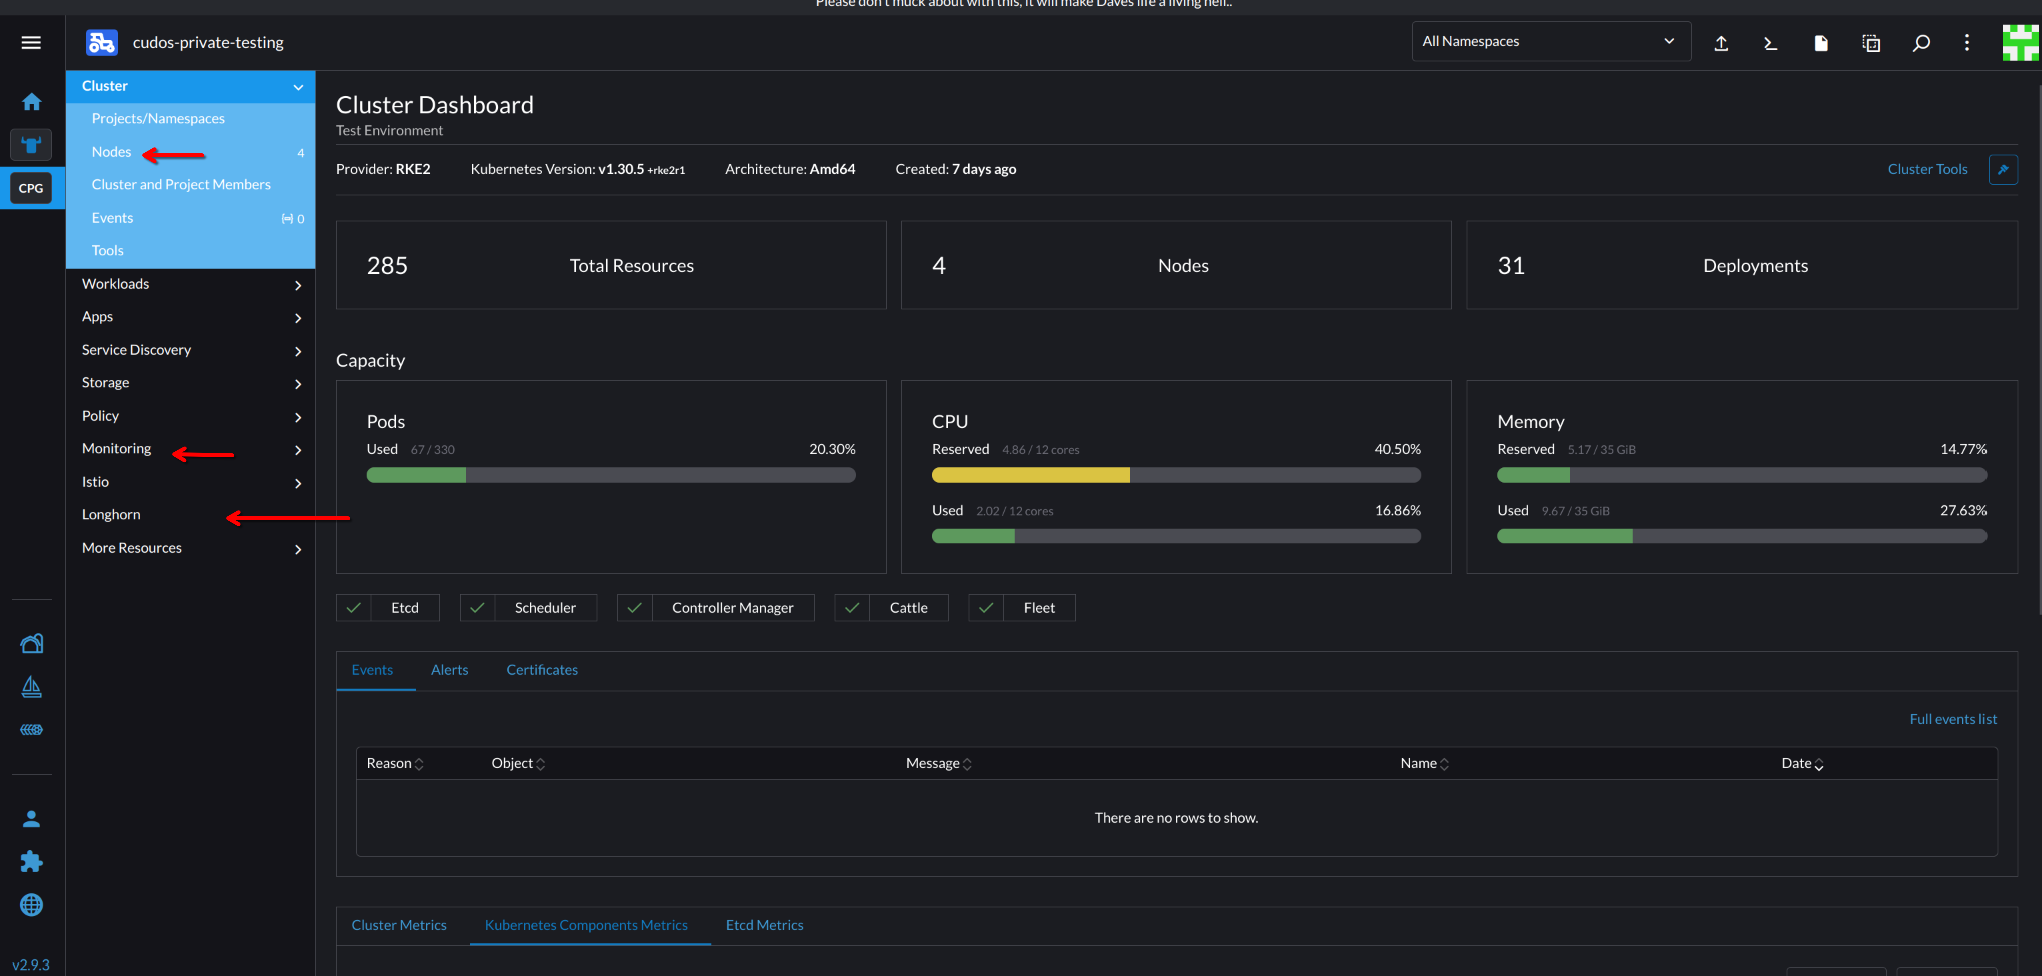 Please don't muck about with this, it will make Daves life a living hell..
cudos-private-testing
All Namespaces
Cluster
Projects/Namespaces
Nodes 4
Cluster and Project Members
Events 0
Tools
CPG
Workloads
Apps
Service Discovery
Storage
Policy
Monitoring
Istio
Longhorn
More Resources
v2.9.3
Cluster Dashboard
Test Environment
Provider: RKE2 Kubernetes Version: v1.30.5 +rke2r1 Architecture: Amd64 Created: 7 days ago Cluster Tools
285 Total Resources
4 Nodes
31 Deployments
Capacity
Pods
Used 67 / 330 20.30%
CPU
Reserved 4.86 / 12 cores 40.50%
Used 2.02 / 12 cores 16.86%
Memory
Reserved 5.17 / 35 GiB 14.77%
Used 9.67 / 35 GiB 27.63%
Etcd Scheduler Controller Manager Cattle Fleet
Events Alerts Certificates
Full events list
Reason Object Message Name Date
There are no rows to show.
Cluster Metrics Kubernetes Components Metrics Etcd Metrics